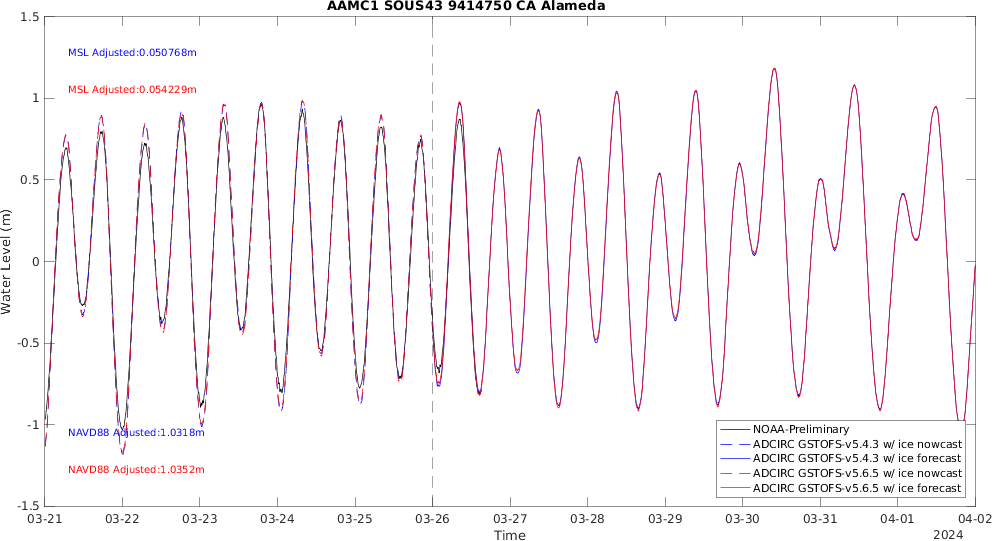 AAMC1 SOUS43 9414750 CA Alameda
1.5
1
0.5
0
-0.5
-1
-1.5
Water Level (m)
MSL Adjusted:0.050768m
MSL Adjusted:0.054229m
NAVD88 Adjusted:1.0318m
NAVD88 Adjusted:1.0352m
NOAA-Preliminary
ADCIRC GSTOFS-v5.4.3 w/ ice nowcast
ADCIRC GSTOFS-v5.4.3 w/ ice forecast
ADCIRC GSTOFS-v5.6.5 w/ ice nowcast
ADCIRC GSTOFS-v5.6.5 w/ ice forecast
03-21 03-22 03-23 03-24 03-25 03-26 03-27 03-28 03-29 03-30 03-31 04-01 04-02
Time
2024